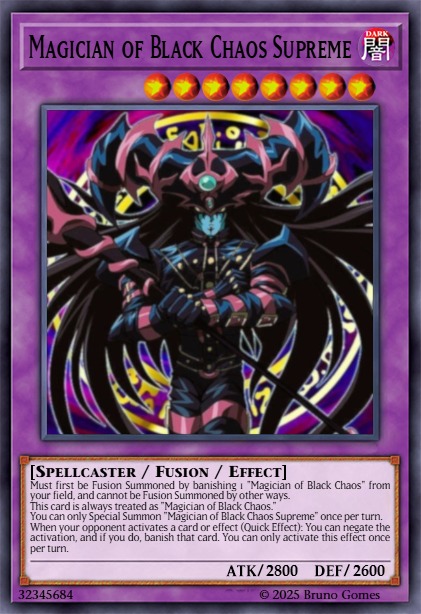 Magician of Black Chaos Supreme
DARK
闇
[Spellcaster / Fusion / Effect]
Must first be Fusion Summoned by banishing 1 "Magician of Black Chaos" from
your field, and cannot be Fusion Summoned by other ways.
This card is always treated as "Magician of Black Chaos."
You can only Special Summon "Magician of Black Chaos Supreme" once per turn.
When your opponent activates a card or effect (Quick Effect): You can negate the
activation, and if you do, banish that card. You can only activate this effect once
per turn.
ATK/2800 DEF/2600
32345684 ©2025 Bruno Gomes